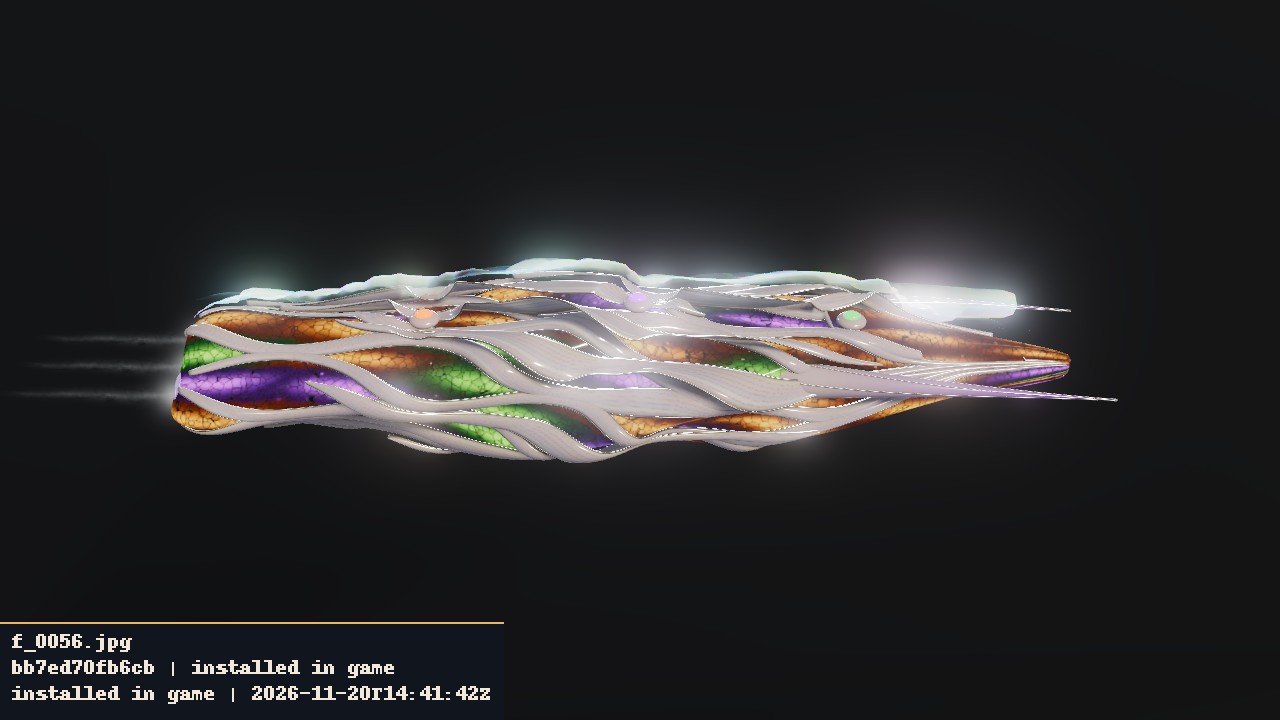 f_0056.jpg
bb7ed70fb6cb | installed in game
installed in game | 2026-11-20T14:41:42Z